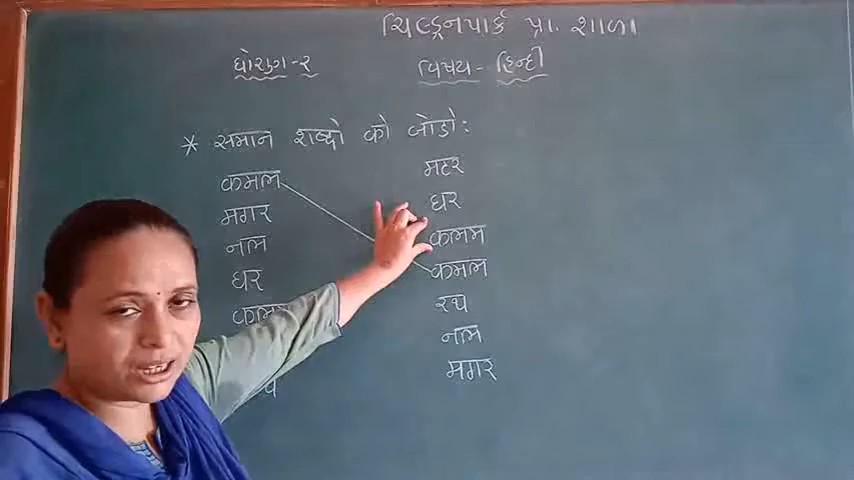 ચિલ્ડ્રનપાર્ક પ્રા. શાળા
ધોરણ-૨ વિષય - हिन्दी
* समान शब्दो को जोडो:
कमल मटर
मगर घर
नल कलम
घर कमल
रथ
नल
मगर